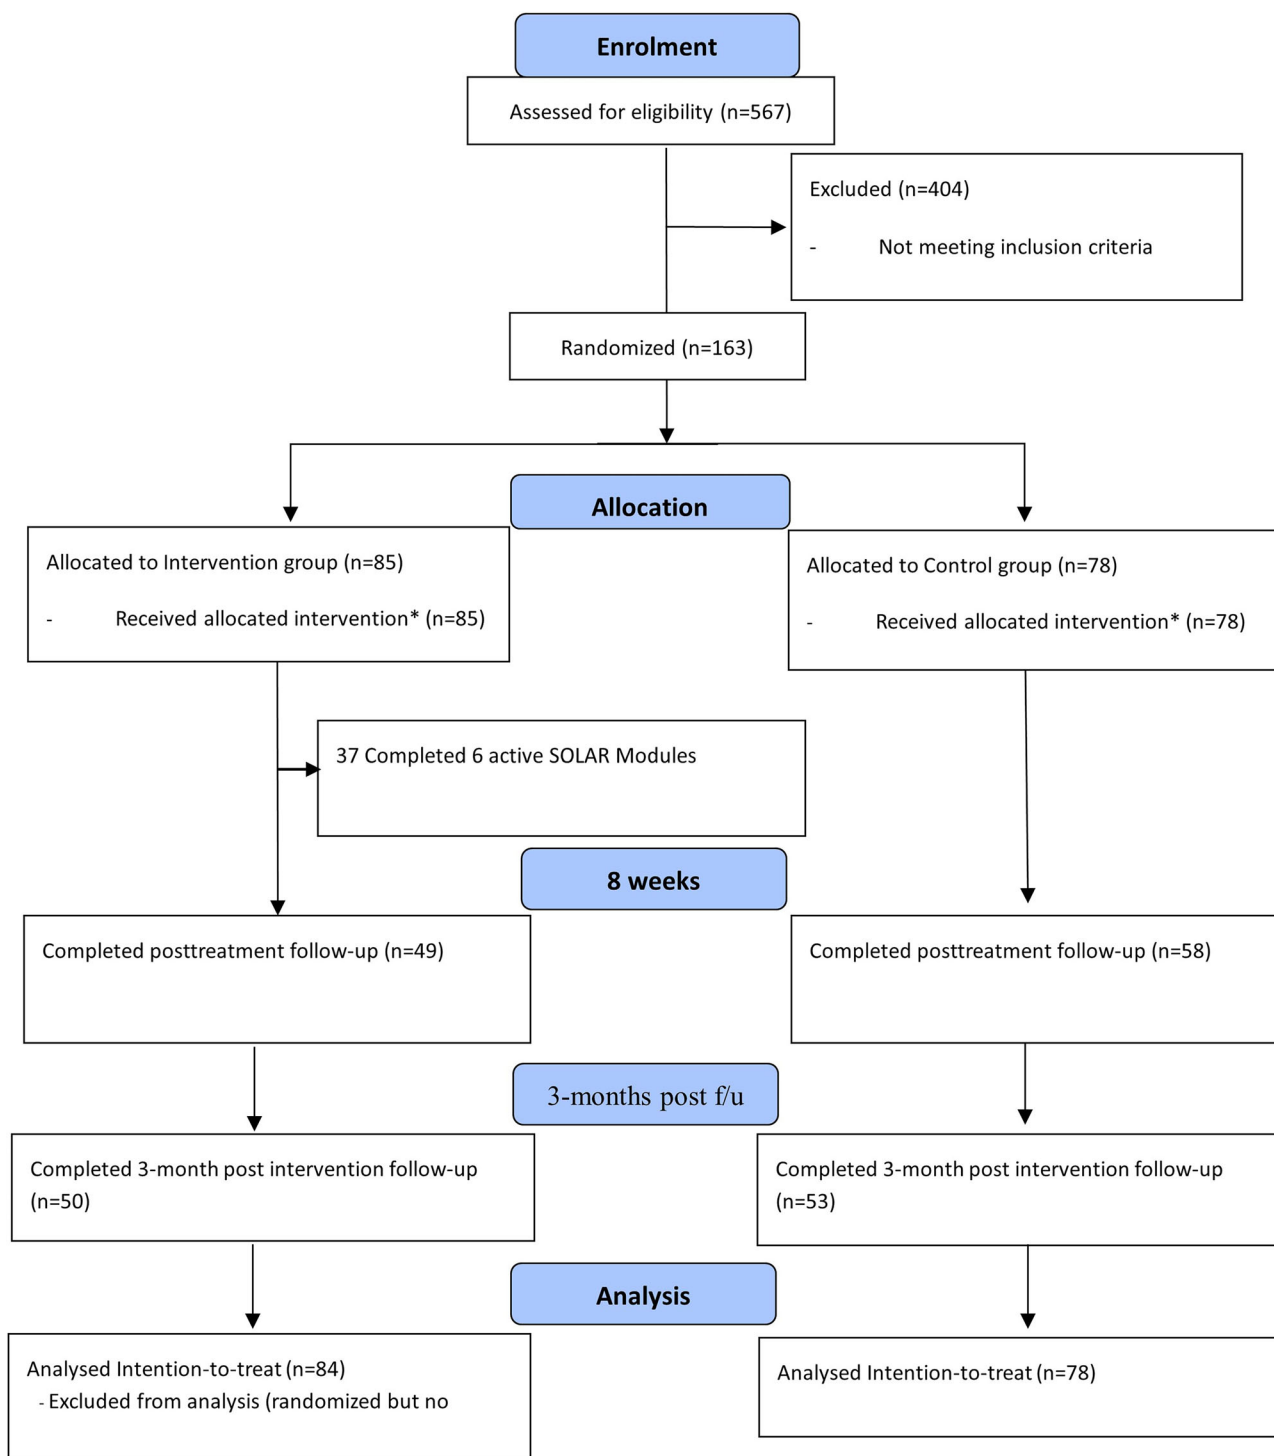 Enrolment
Assessed for eligibility (n=567)
Excluded (n=404)
- Not meeting inclusion criteria
Randomized (n=163)
Allocation
Allocated to Intervention group (n=85)
- Received allocated intervention* (n=85)
Allocated to Control group (n=78)
- Received allocated intervention* (n=78)
37 Completed 6 active SOLAR Modules
8 weeks
Completed posttreatment follow-up (n=49)
Completed posttreatment follow-up (n=58)
3-months post f/u
Completed 3-month post intervention follow-up
(n=50)
Completed 3-month post intervention follow-up
(n=53)
Analysis
Analysed Intention-to-treat (n=84)
- Excluded from analysis (randomized but no
Analysed Intention-to-treat (n=78)